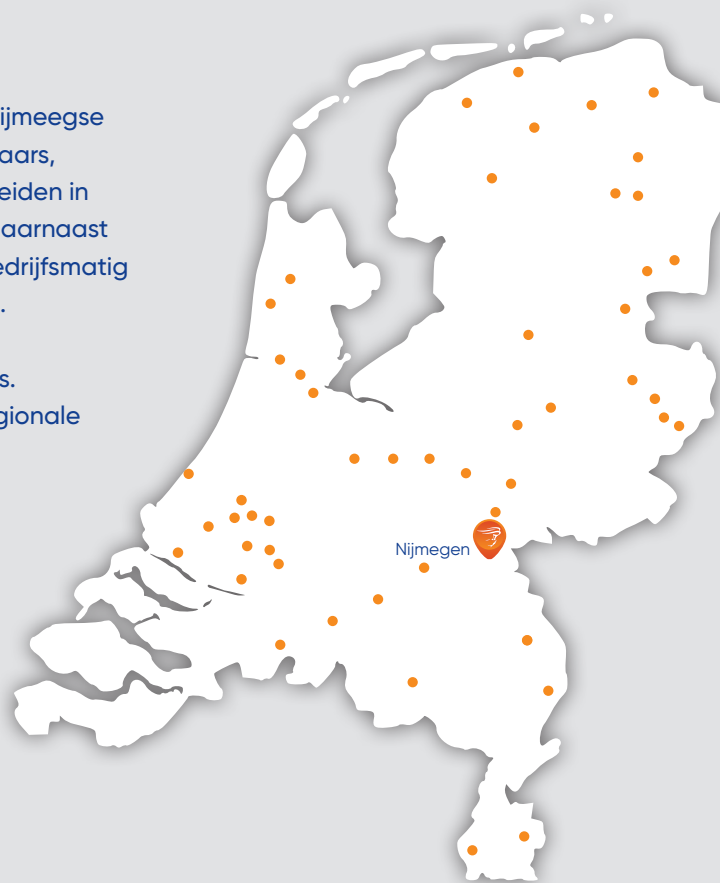 ijmeegse
aars,
eiden in
aarnaast
edrijfsmatig
.
s.
gionale
Nijmegen